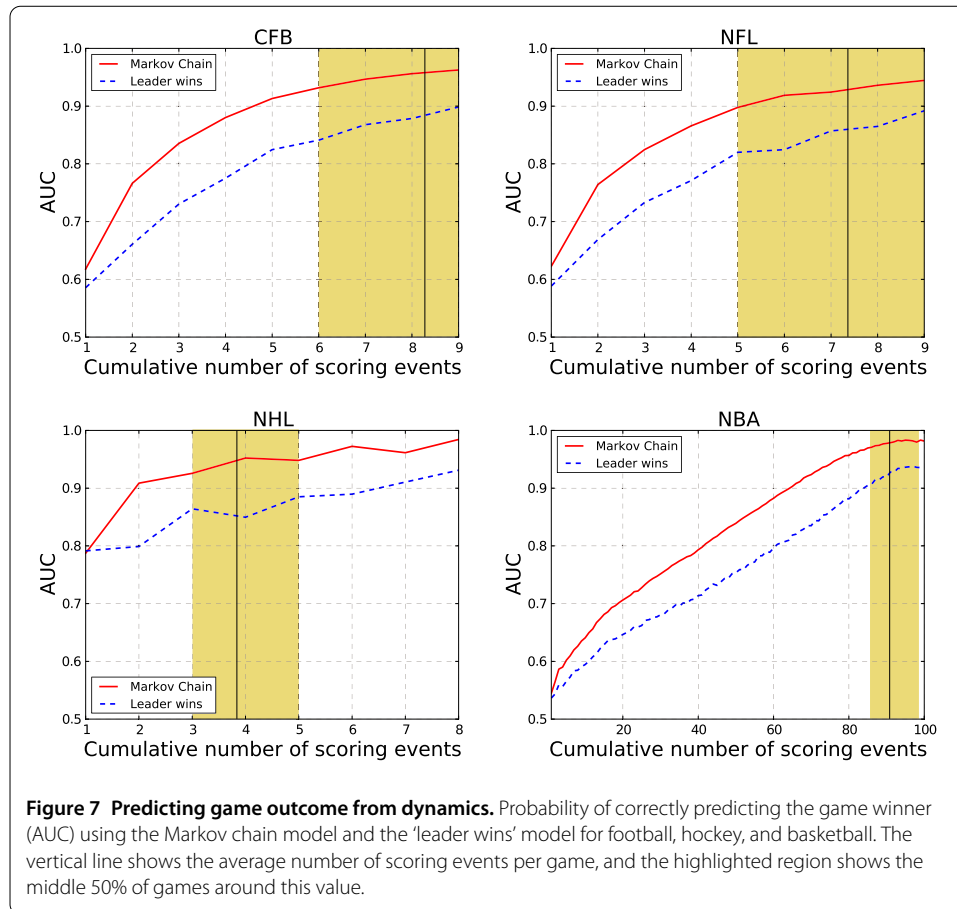 CFB
1.0
0.9
0.8
0.7
0.6
0.5
AUC
Markov Chain
Leader wins
1 2 3 4 5 6 7 8 9
Cumulative number of scoring events
NFL
1.0
0.9
0.8
0.7
0.6
0.5
AUC
Markov Chain
Leader wins
1 2 3 4 5 6 7 8 9
Cumulative number of scoring events
NHL
1.0
0.9
0.8
0.7
0.6
0.5
AUC
Markov Chain
Leader wins
1 2 3 4 5 6 7 8
Cumulative number of scoring events
NBA
1.0
0.9
0.8
0.7
0.6
0.5
AUC
Markov Chain
Leader wins
20 40 60 80 100
Cumulative number of scoring events
Figure 7 Predicting game outcome from dynamics. Probability of correctly predicting the game winner
(AUC) using the Markov chain model and the ‘leader wins’ model for football, hockey, and basketball. The
vertical line shows the average number of scoring events per game, and the highlighted region shows the
middle 50% of games around this value.